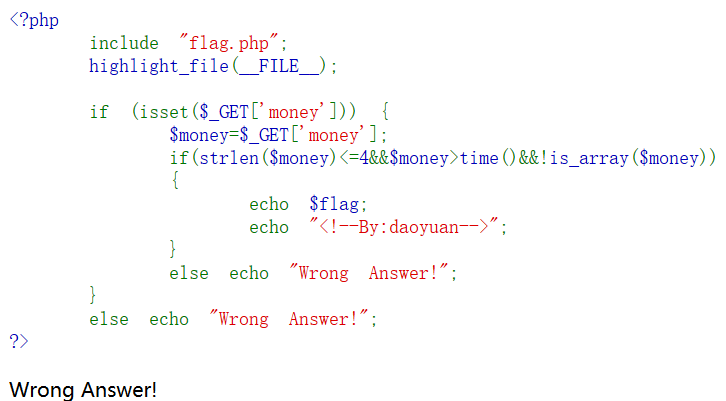 <?php
include "flag.php";
highlight_file(__FILE__);
if (isset($_GET['money'])) {
$money=$_GET['money'];
if(strlen($money)<=4&&$money>time()&&!is_array($money))
{
echo $flag;
echo "<!--By:daoyuan-->";
}
else echo "Wrong Answer!";
}
else echo "Wrong Answer!";
?>
Wrong Answer!